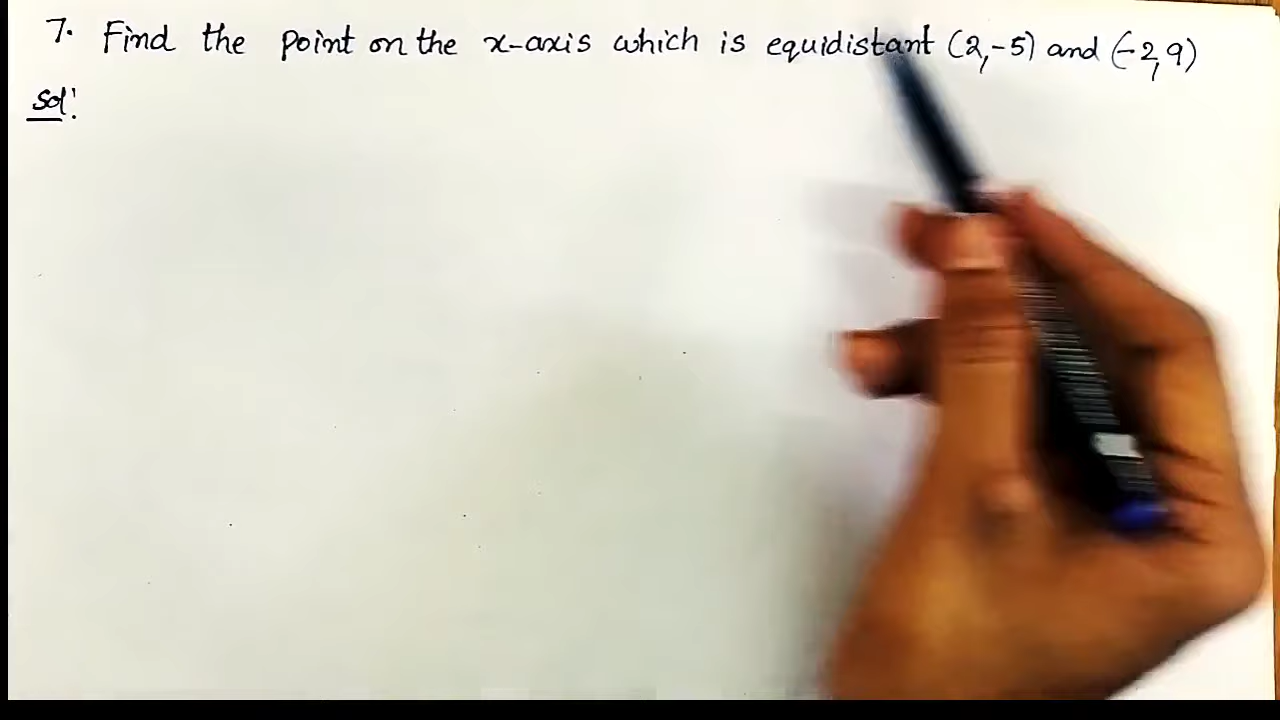 7. Find the point on the x-axis which is equidistant (2,-5) and (-2,9)
Sol: